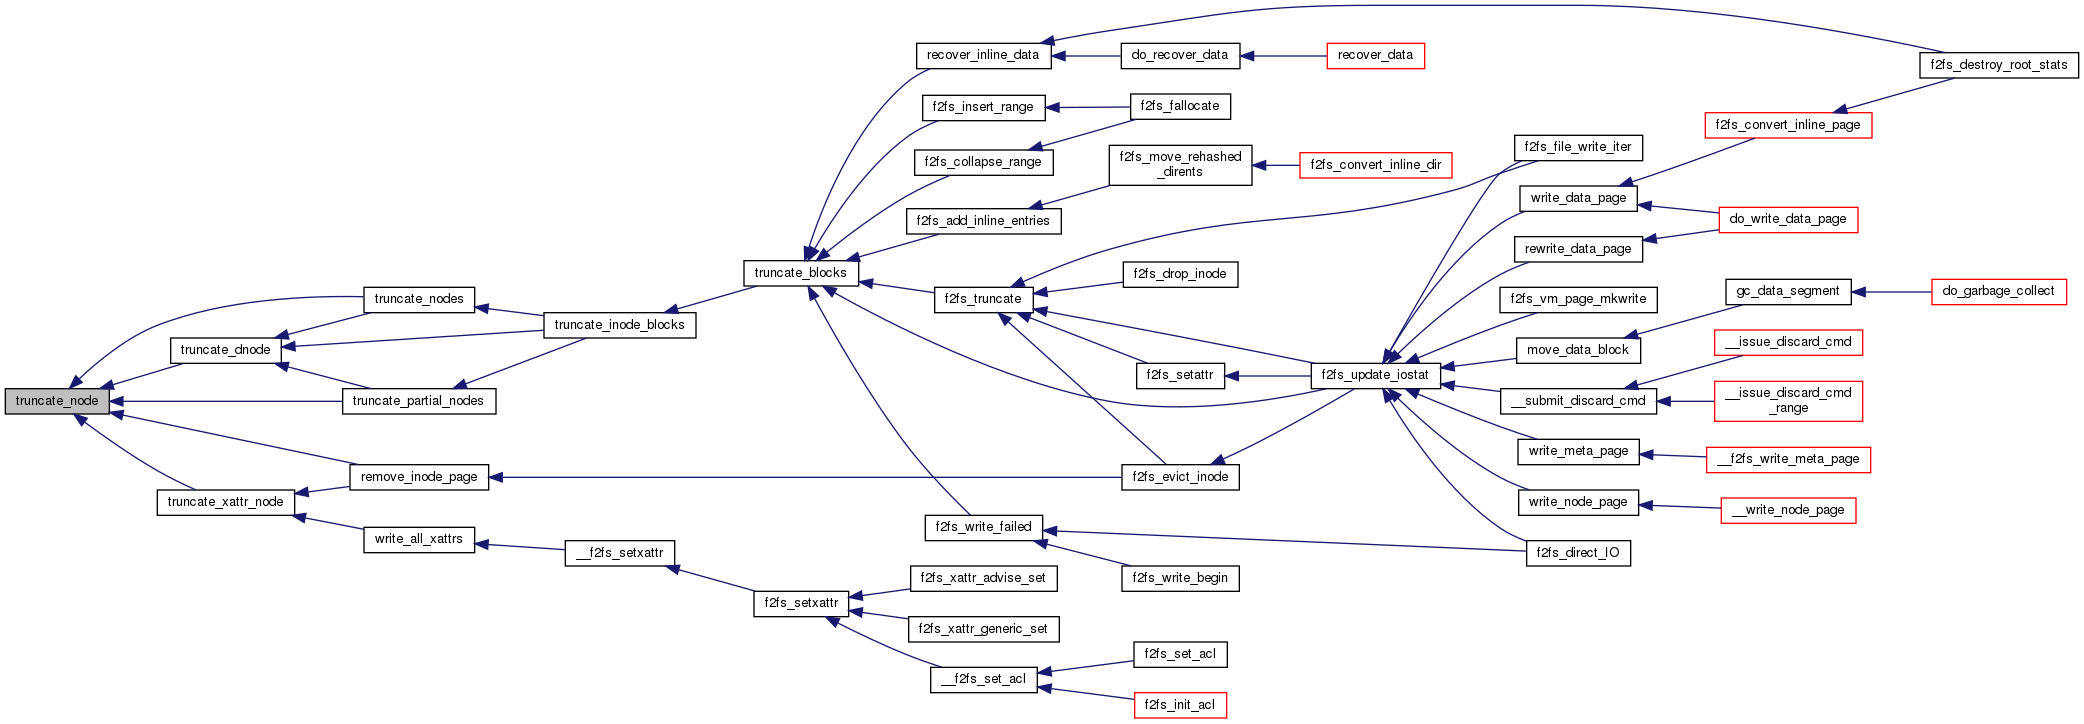 truncate_node
truncate_nodes
truncate_dnode
truncate_partial_nodes
remove_inode_page
truncate_xattr_node
write_all_xattrs
truncate_inode_blocks
__f2fs_setxattr
truncate_blocks
f2fs_setxattr
recover_inline_data
f2fs_insert_range
f2fs_collapse_range
f2fs_add_inline_entries
f2fs_truncate
f2fs_write_failed
f2fs_xattr_advise_set
f2fs_xattr_generic_set
__f2fs_set_acl
do_recover_data
f2fs_fallocate
f2fs_move_rehashed
_dirents
f2fs_drop_inode
f2fs_setattr
f2fs_evict_inode
f2fs_write_begin
f2fs_set_acl
f2fs_init_acl
recover_data
f2fs_convert_inline_dir
f2fs_update_iostat
f2fs_file_write_iter
write_data_page
rewrite_data_page
f2fs_vm_page_mkwrite
move_data_block
__submit_discard_cmd
write_meta_page
write_node_page
f2fs_direct_IO
f2fs_convert_inline_page
do_write_data_page
gc_data_segment
__issue_discard_cmd
__issue_discard_cmd
_range
__f2fs_write_meta_page
__write_node_page
f2fs_destroy_root_stats
do_garbage_collect